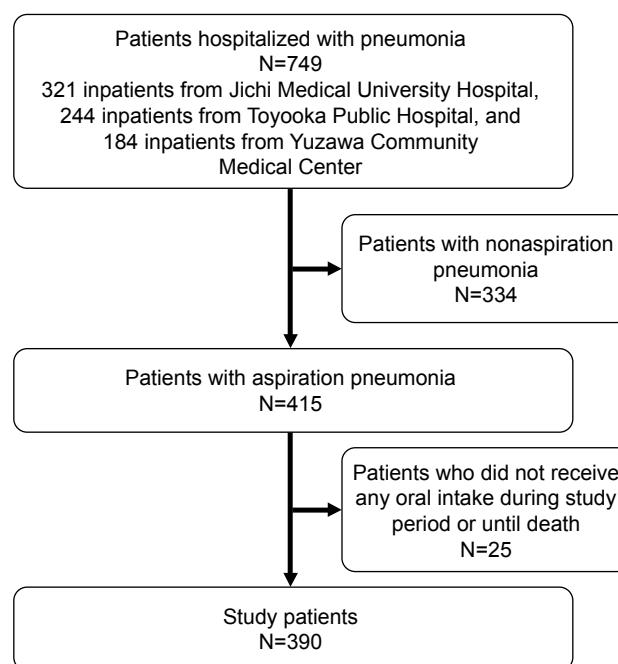 Patients hospitalized with pneumonia
N=749
321 inpatients from Jichi Medical University Hospital,
244 inpatients from Toyooka Public Hospital, and
184 inpatients from Yuzawa Community
Medical Center
Patients with nonaspiration
pneumonia
N=334
Patients with aspiration pneumonia
N=415
Patients who did not receive
any oral intake during study
period or until death
N=25
Study patients
N=390